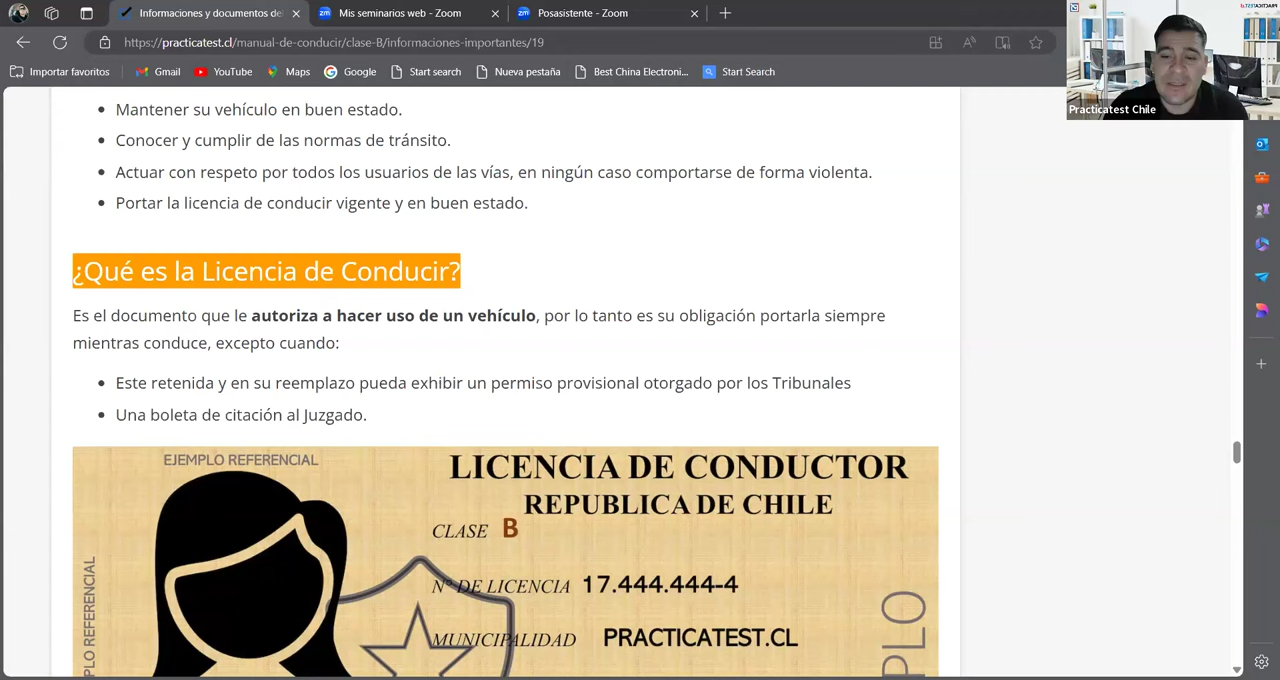 Informaciones y documentos de
Mis seminarios web - Zoom
Posasistente - Zoom
https://practicatest.cl/manual-de-conducir/clase-B/informaciones-importantes/19
Importar favoritos
Gmail
YouTube
Maps
Google
Start search
Nueva pestaña
Best China Electroni...
Start Search
Practicatest Chile
• Mantener su vehículo en buen estado.
• Conocer y cumplir de las normas de tránsito.
• Actuar con respeto por todos los usuarios de las vías, en ningún caso comportarse de forma violenta.
• Portar la licencia de conducir vigente y en buen estado.
¿Qué es la Licencia de Conducir?
Es el documento que le autoriza a hacer uso de un vehículo, por lo tanto es su obligación portarla siempre
mientras conduce, excepto cuando:
• Este retenida y en su reemplazo pueda exhibir un permiso provisional otorgado por los Tribunales
• Una boleta de citación al Juzgado.
EJEMPLO REFERENCIAL
LICENCIA DE CONDUCTOR
REPUBLICA DE CHILE
CLASE B
N° DE LICENCIA 17.444.444-4
MUNICIPALIDAD PRACTICATEST.CL
PLO REFERENCIAL
PLO